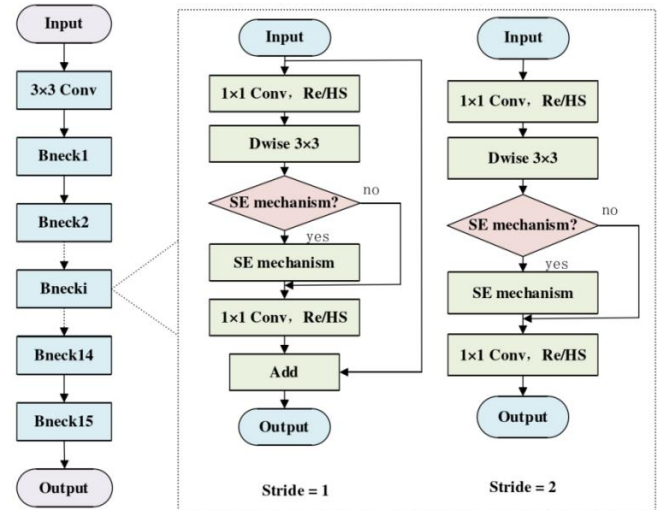 Input
3×3 Conv
Bneck1
Bneck2
Bnecki
Bneck14
Bneck15
Output
Input
1×1 Conv，Re/HS
Dwise 3×3
SE mechanism?
no
yes
SE mechanism
1×1 Conv，Re/HS
Add
Output
Stride = 1
Input
1×1 Conv，Re/HS
Dwise 3×3
SE mechanism?
no
yes
SE mechanism
1×1 Conv，Re/HS
Output
Stride = 2